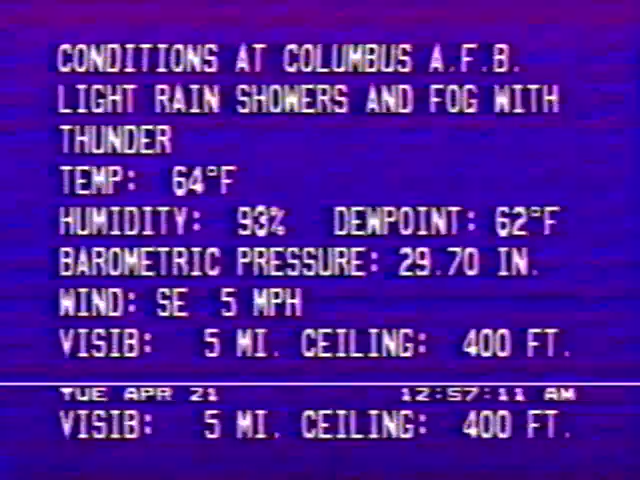 CONDITIONS AT COLUMBUS A.F.B.
LIGHT RAIN SHOWERS AND FOG WITH
THUNDER
TEMP:  64°F
HUMIDITY:  93%   DEWPOINT: 62°F
BAROMETRIC PRESSURE: 29.70 IN.
WIND: SE  5 MPH
VISIB:   5 MI. CEILING:  400 FT.
TUE APR 21 12:57:11 AM
VISIB:   5 MI. CEILING:  400 FT.